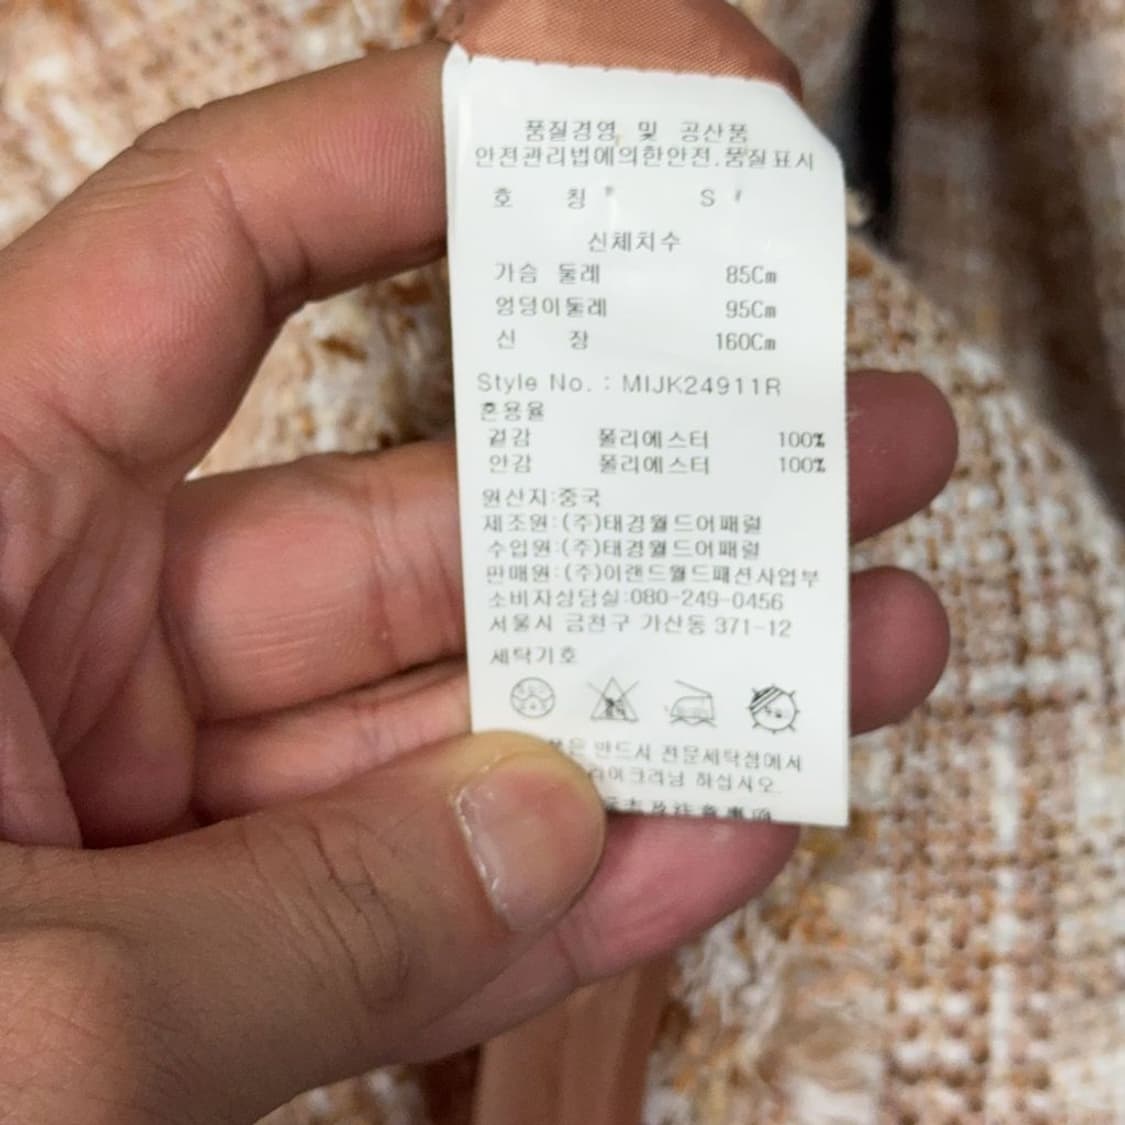 품질경영 및 공산품
안전관리법에의한안전.품질표시
호 칭 S
신체치수
가슴 둘레 85Cm
엉덩이둘레 95Cm
신 장 160Cm
Style No. : MIJK24911R
혼용율
겉감 폴리에스터 100%
안감 폴리에스터 100%
원산지:중국
제조원:(주)태경월드어패럴
수입원:(주)태경월드어패럴
판매원:(주)이랜드월드패션사업부
소비자상담실:080-249-0456
서울시 금천구 가산동 371-12
세탁기호
반드시 전문세탁점에서
하십시오.